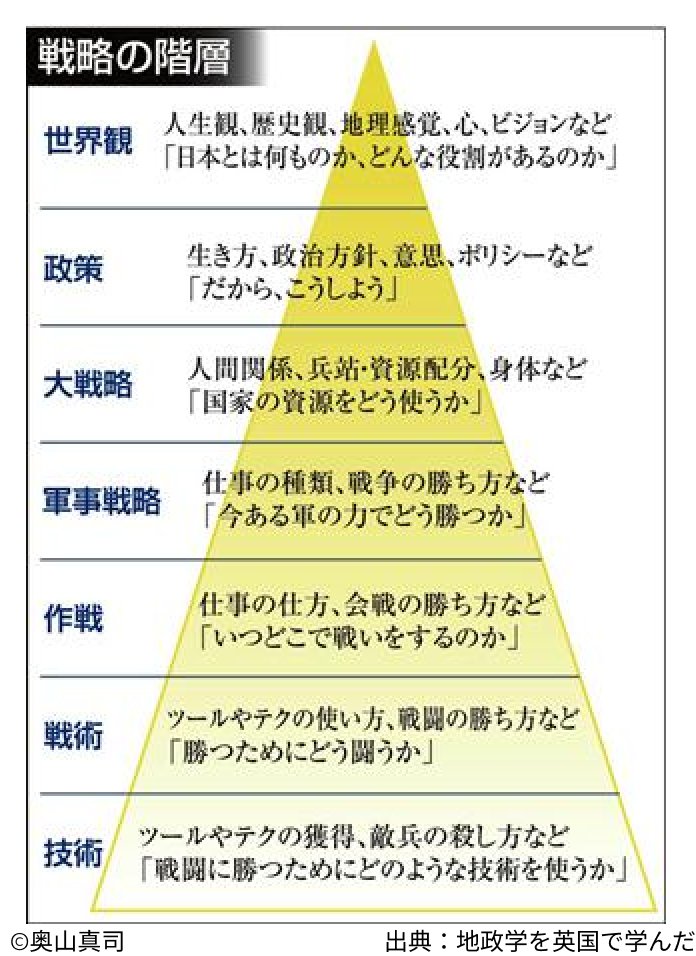 戦略の階層
世界観
人生観、歴史観、地理感覚、心、ビジョンなど
「日本とは何ものか、どんな役割があるのか」
政策
生き方、政治方針、意思、ポリシーなど
「だから、こうしよう」
大戦略
人間関係、兵站・資源配分、身体など
「国家の資源をどう使うか」
軍事戦略
仕事の種類、戦争の勝ち方など
「今ある軍の力でどう勝つか」
作戦
仕事の仕方、会戦の勝ち方など
「いつどこで戦いをするのか」
戦術
ツールやテクの使い方、戦闘の勝ち方など
「勝つためにどう闘うか」
技術
ツールやテクの獲得、敵兵の殺し方など
「戦闘に勝つためにどのような技術を使うか」
©奥山真司
出典：地政学を英国で学んだ